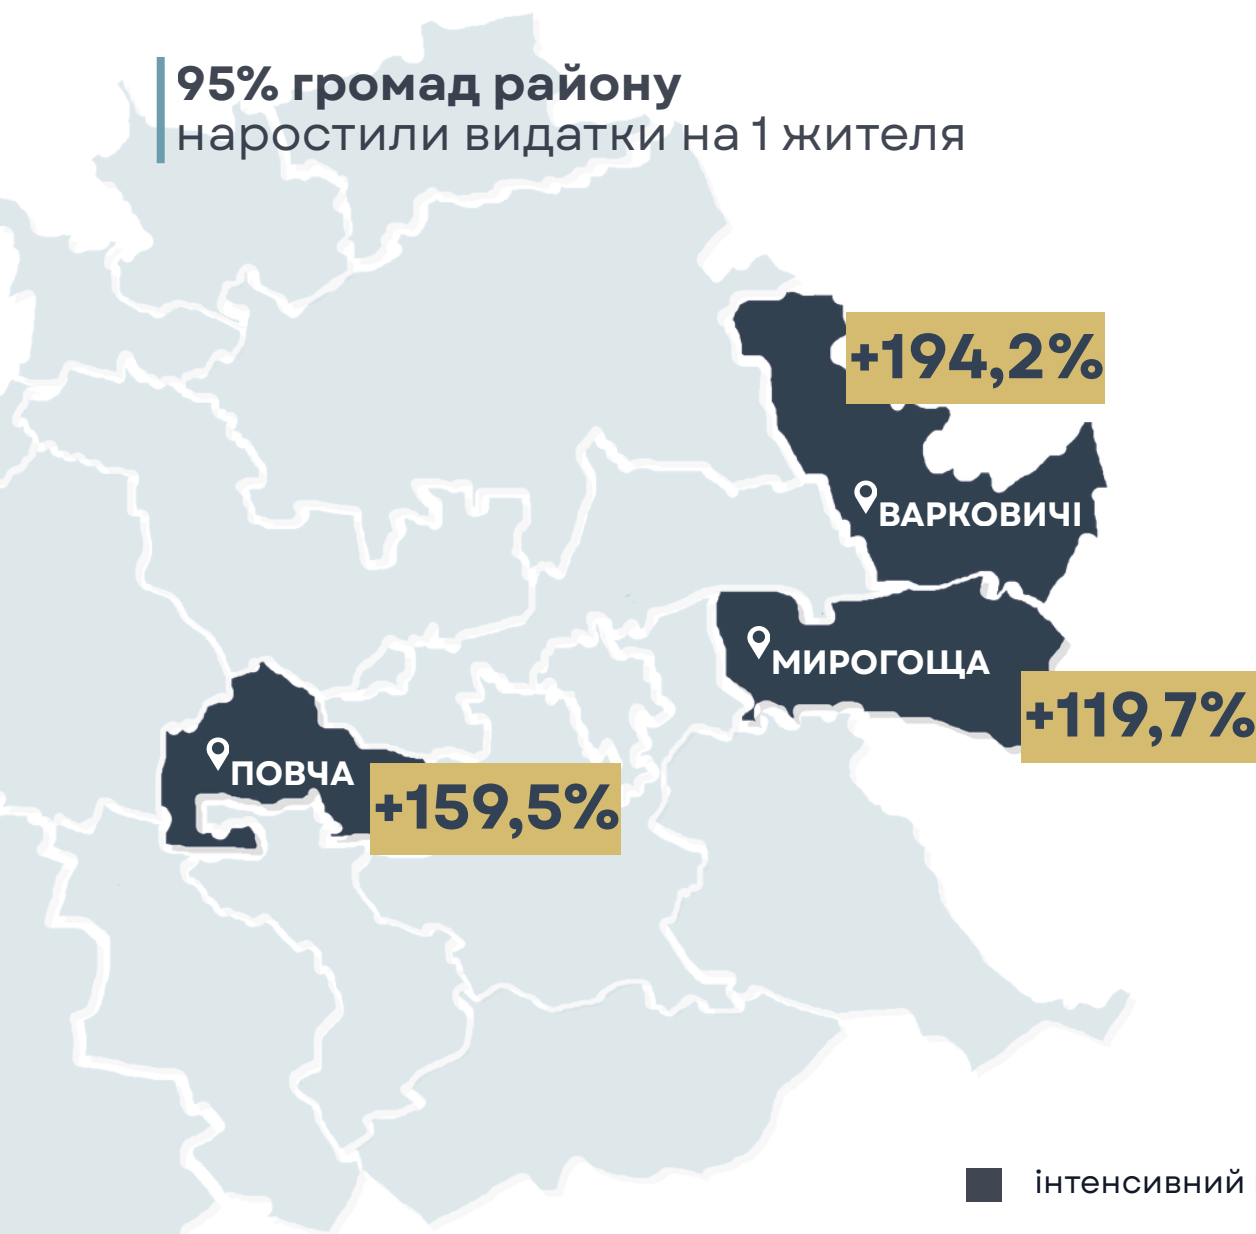 95% громад району
наростили видатки на 1 жителя
+194,2%
ВАРКОВИЧІ
МИРОГОЩА
+119,7%
ПОВЧА
+159,5%
інтенсивний